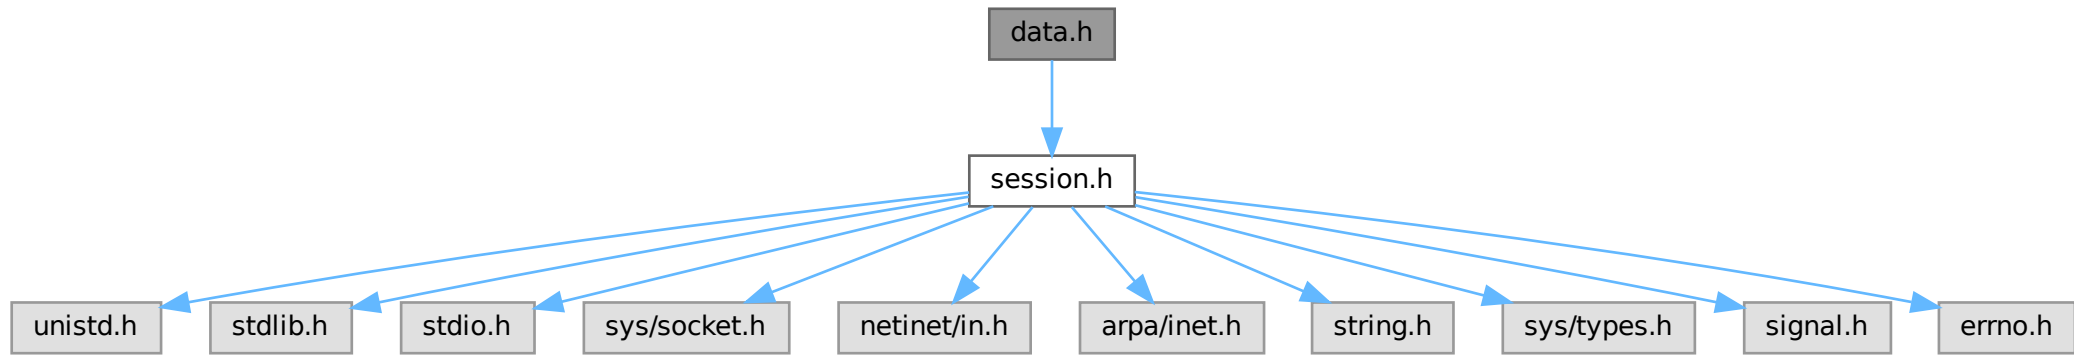 data.h
session.h
unistd.h
stdlib.h
stdio.h
sys/socket.h
netinet/in.h
arpa/inet.h
string.h
sys/types.h
signal.h
errno.h